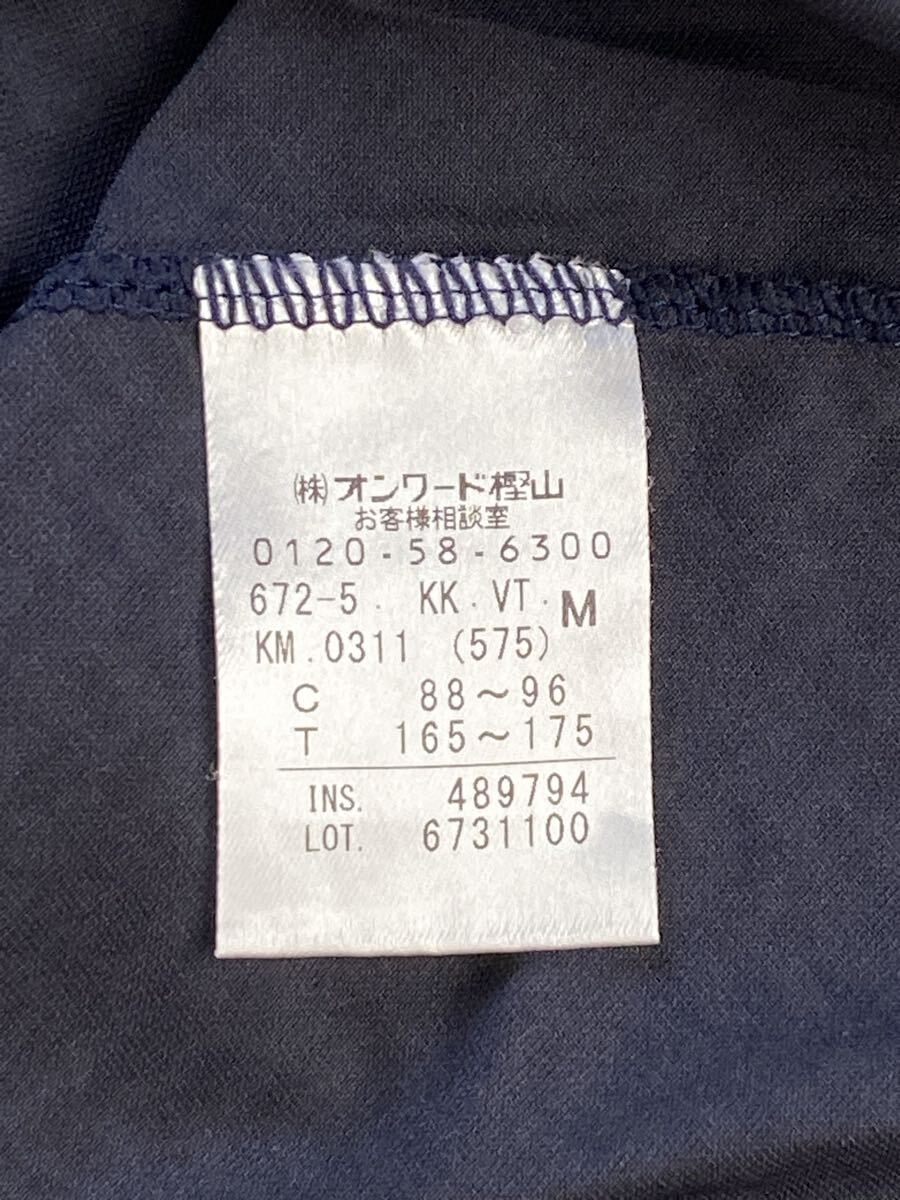 ㈱オンワード樫山
お客様相談室
0120-58-6300
672-5. KK.VT. M
KM.0311 (575)
C 88~96
T 165~175
INS. 489794
LOT. 6731100